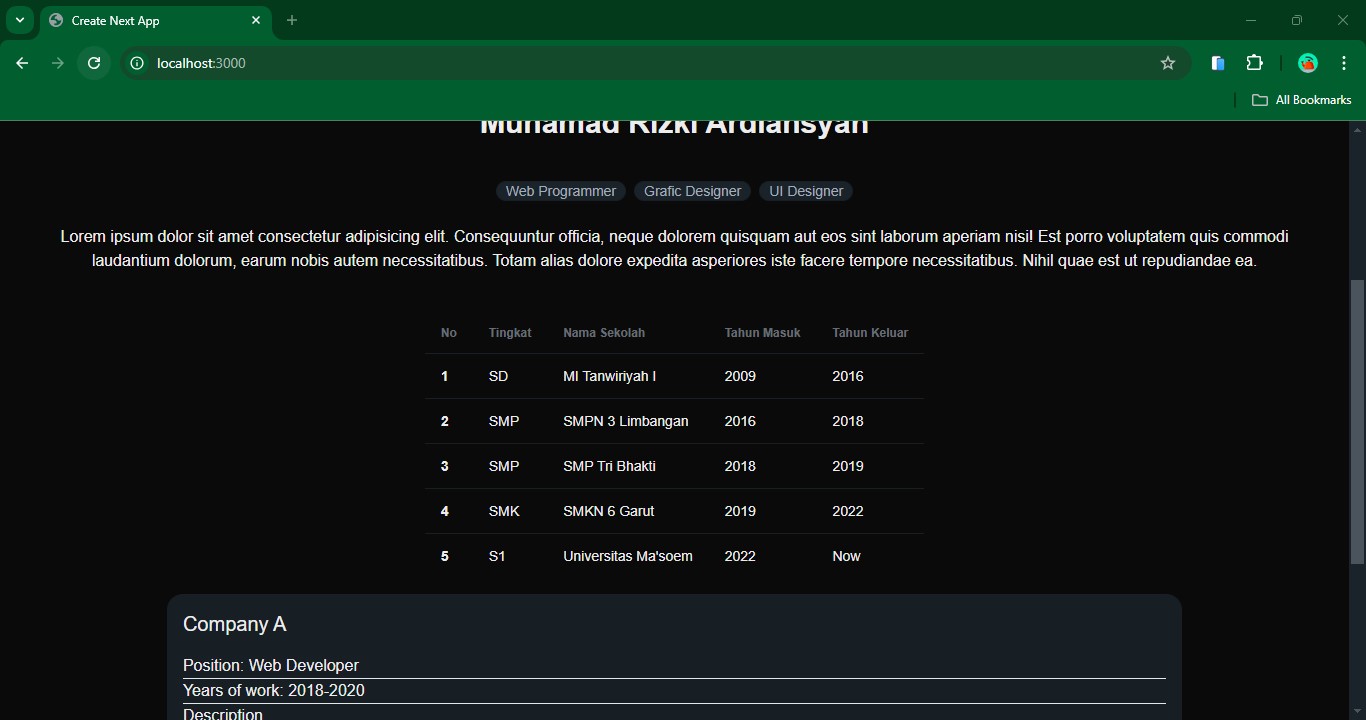 Create Next App
localhost:3000
All Bookmarks
Muhamad Rizki Ardiansyah
Web Programmer Grafic Designer UI Designer
Lorem ipsum dolor sit amet consectetur adipisicing elit. Consequuntur officia, neque dolorem quisquam aut eos sint laborum aperiam nisi! Est porro voluptatem quis commodi
laudantium dolorum, earum nobis autem necessitatibus. Totam alias dolore expedita asperiores iste facere tempore necessitatibus. Nihil quae est ut repudiandae ea.
No Tingkat Nama Sekolah Tahun Masuk Tahun Keluar
1 SD MI Tanwiriyah I 2009 2016
2 SMP SMPN 3 Limbangan 2016 2018
3 SMP SMP Tri Bhakti 2018 2019
4 SMK SMKN 6 Garut 2019 2022
5 S1 Universitas Ma'soem 2022 Now
Company A
Position: Web Developer
Years of work: 2018-2020
Description